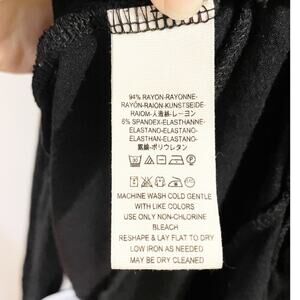 94% RAYON-RAYONNE-
RAYÓN-RAION-KUNSTSEIDE-
RAIOM-人造絲-レーヨン
6% SPANDEX-ELASTHANNE-
ELASTANO-ELASTANO-
ELASTHAN-ELASTANO-
氨綸-ポリウレタン
30
MACHINE WASH COLD GENTLE
WITH LIKE COLORS
USE ONLY NON-CHLORINE
BLEACH
RESHAPE & LAY FLAT TO DRY
LOW IRON AS NEEDED
MAY BE DRY CLEANED